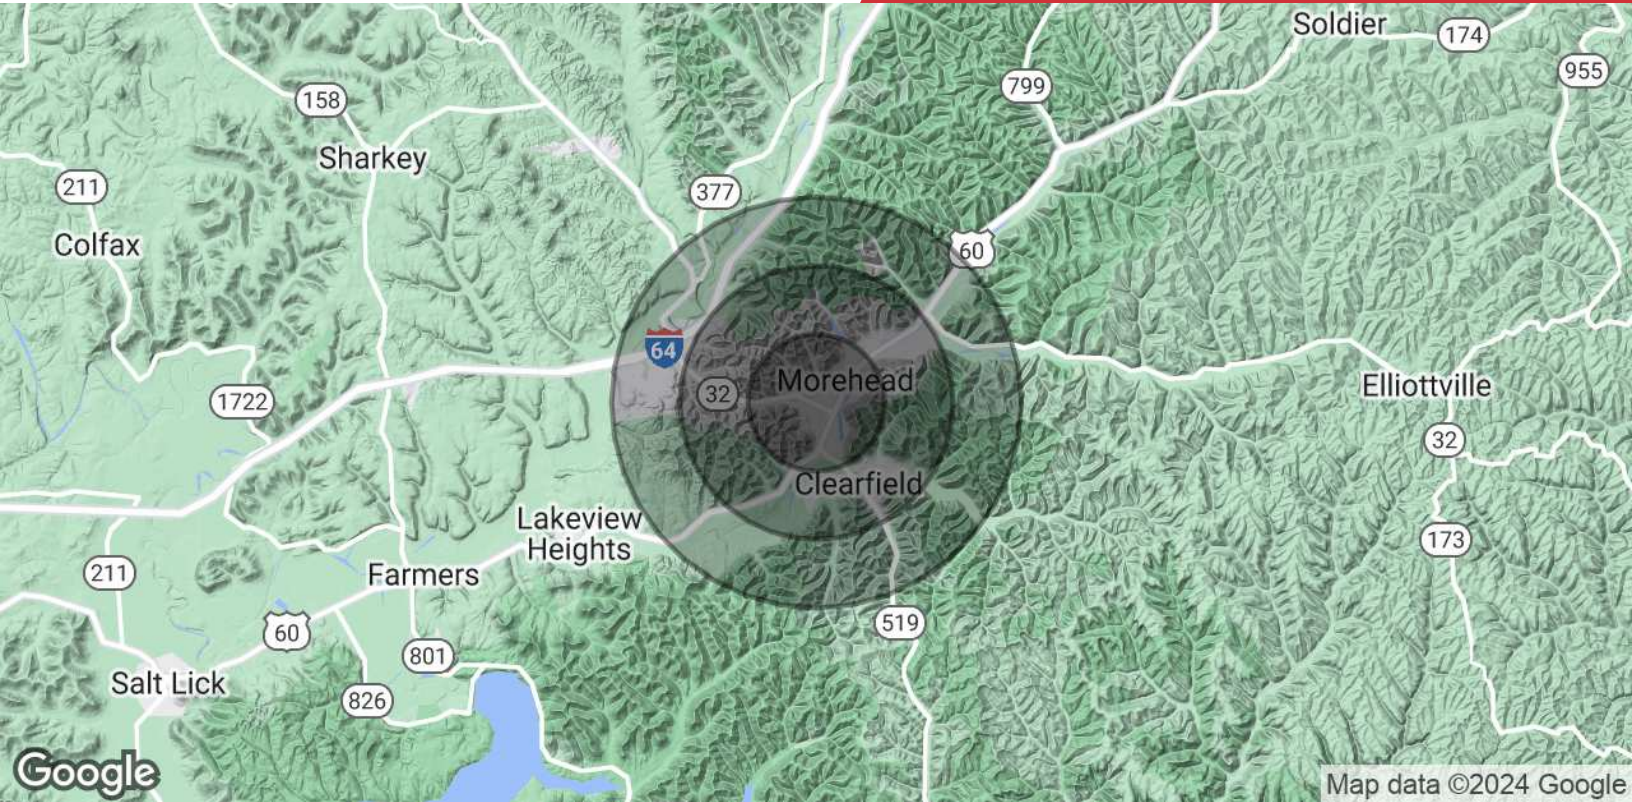 Soldier
174
955
799
158
Sharkey
211
377
Colfax
60
64
Morehead
32
1722
Elliottville
32
Clearfield
Lakeview
Heights
173
211
Farmers
519
60
801
Salt Lick
826
Google
Map data ©2024 Google